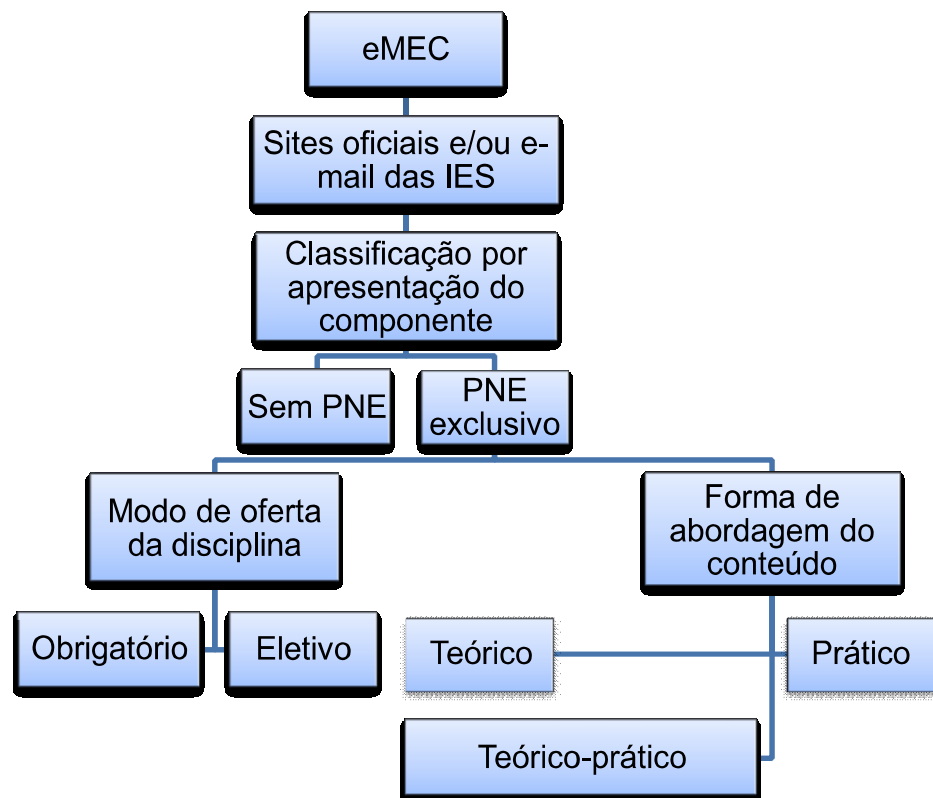 eMEC
Sites oficiais e/ou e-
mail das IES
Classificação por
apresentação do
componente
Sem PNE
PNE
exclusivo
Modo de oferta
da disciplina
Forma de
abordagem do
conteúdo
Obrigatório
Eletivo
Teórico
Prático
Teórico-prático